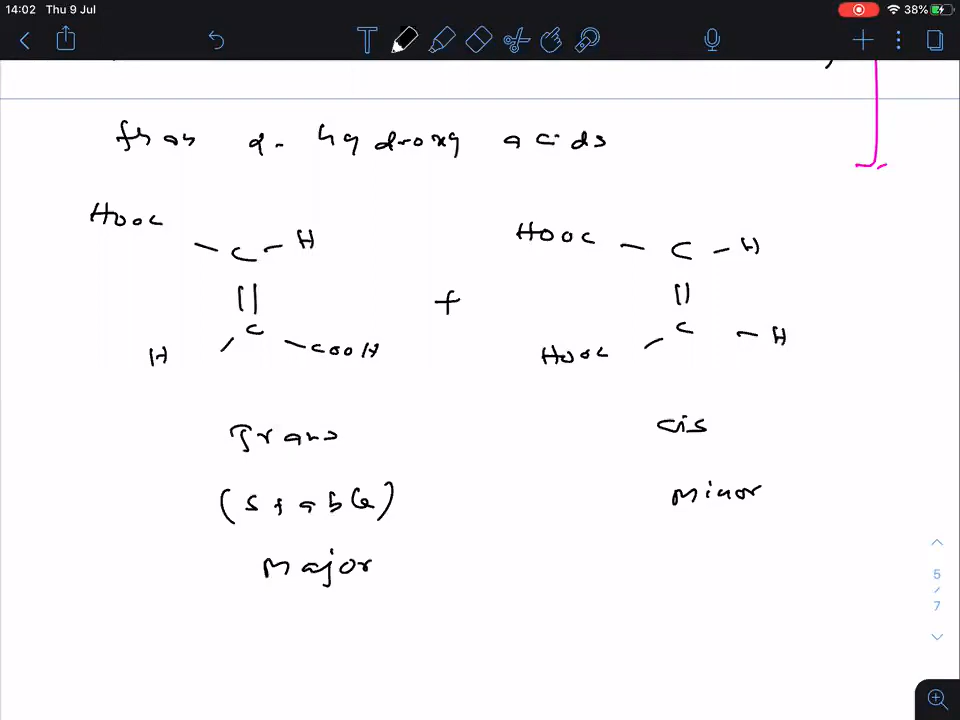 14:02 Thu 9 Jul 38%
T
from α- hydroxy acids
HOOC - C - H HOOC - C - H
|| + ||
H - C - COOH HOOC - C - H
Trans cis
(stable) minor
major
5
/
7